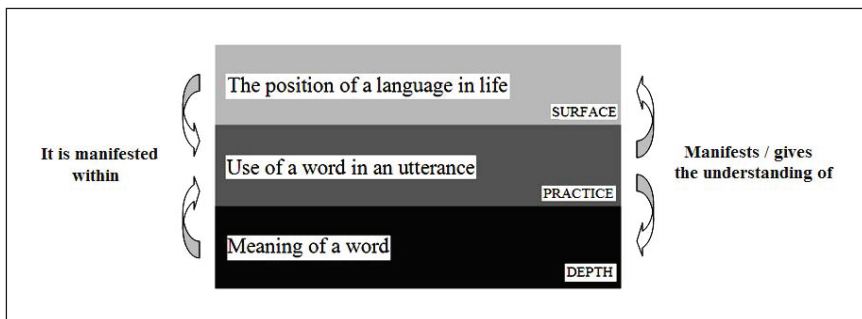 The position of a language in life
SURFACE
It is manifested
within
Use of a word in an utterance
PRACTICE
Manifests / gives
the understanding of
Meaning of a word
DEPTH